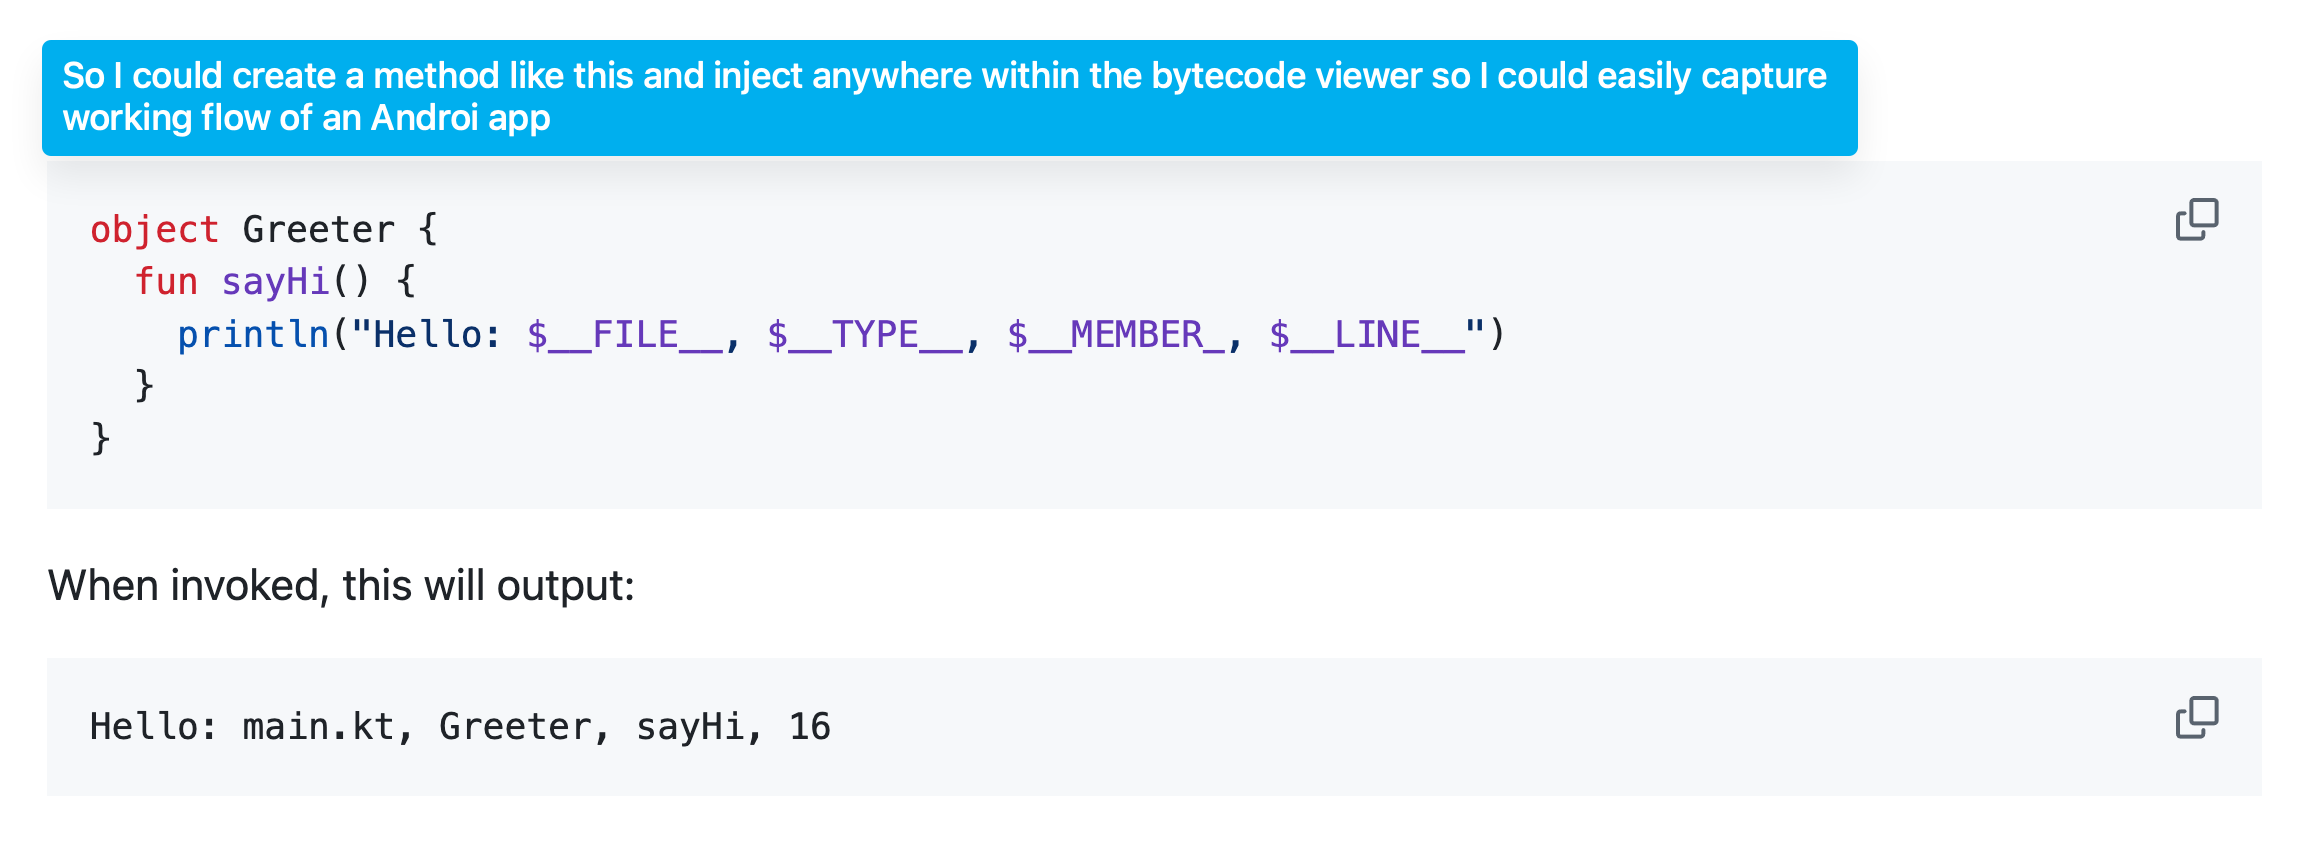 So I could create a method like this and inject anywhere within the bytecode viewer so I could easily capture
working flow of an Androi app
object Greeter {
  fun sayHi() {
    println("Hello: $__FILE__, $__TYPE__, $__MEMBER_, $__LINE__")
  }
}
When invoked, this will output:
Hello: main.kt, Greeter, sayHi, 16